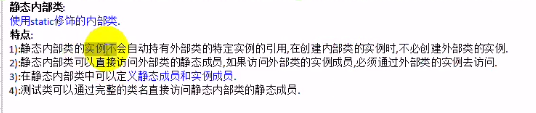 静态内部类:
使用static修饰的内部类.
特点:
1):静态内部类的实例不会自动持有外部类的特定实例的引用,在创建内部类的实例时,不必创建外部类的实例.
2):静态内部类可以直接访问外部类的静态成员,如果访问外部类的实例成员,必须通过外部类的实例去访问.
3):在静态内部类中可以定义静态成员和实例成员.
4):测试类可以通过完整的类名直接访问静态内部类的静态成员.